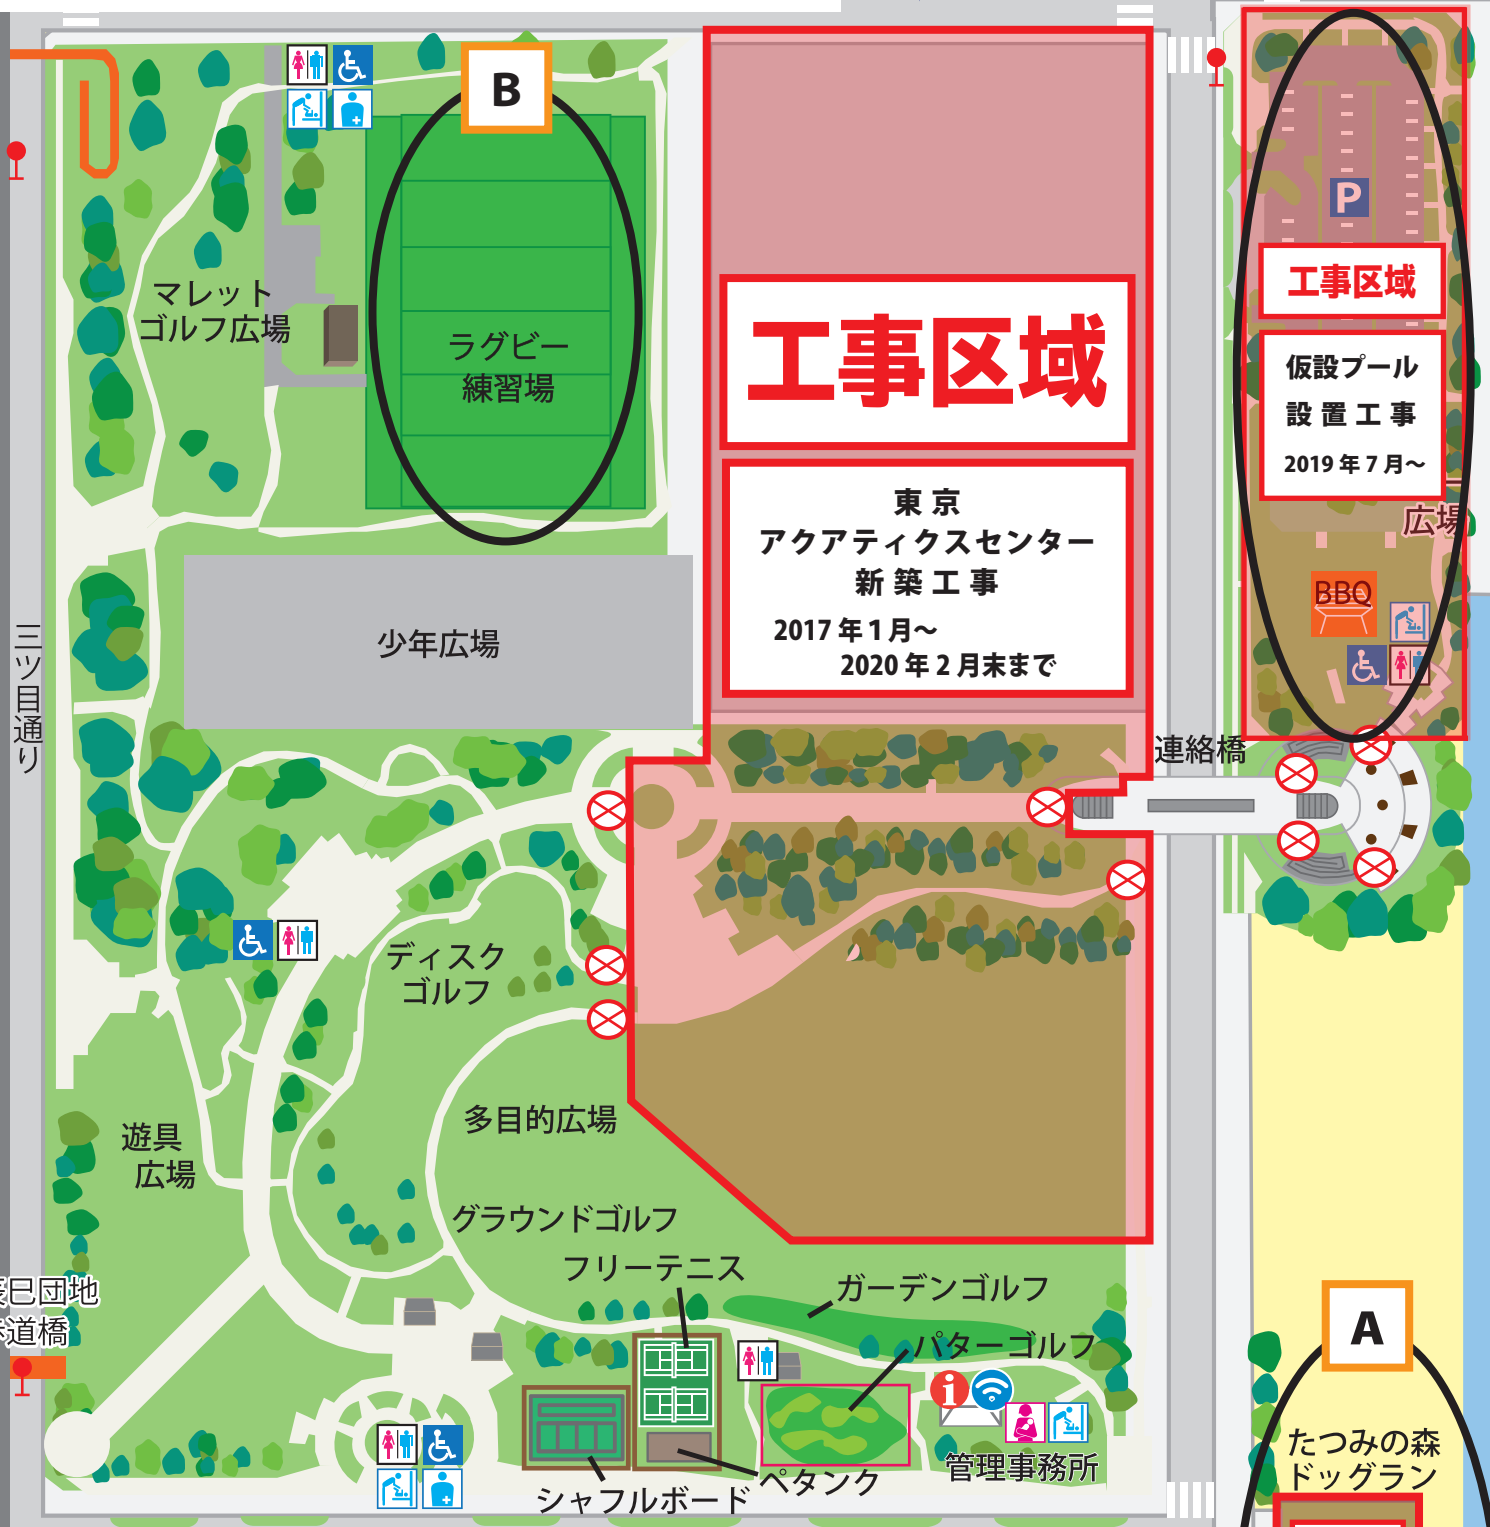 B
P
工事区域
マレット
ゴルフ広場
ラグビー
練習場
工事区域
仮設プール
設置工事
2019年7月～
東京
アクアティクスセンター
新築工事
2017年1月～
2020年2月末まで
広場
BBQ
少年広場
三ツ目通り
連絡橋
ディスク
ゴルフ
多目的広場
遊具
広場
グラウンドゴルフ
フリーテニス
ガーデンゴルフ
巳団地
道橋
パターゴルフ
A
i
たつみの森
ドッグラン
管理事務所
ペタンク
シャフルボード